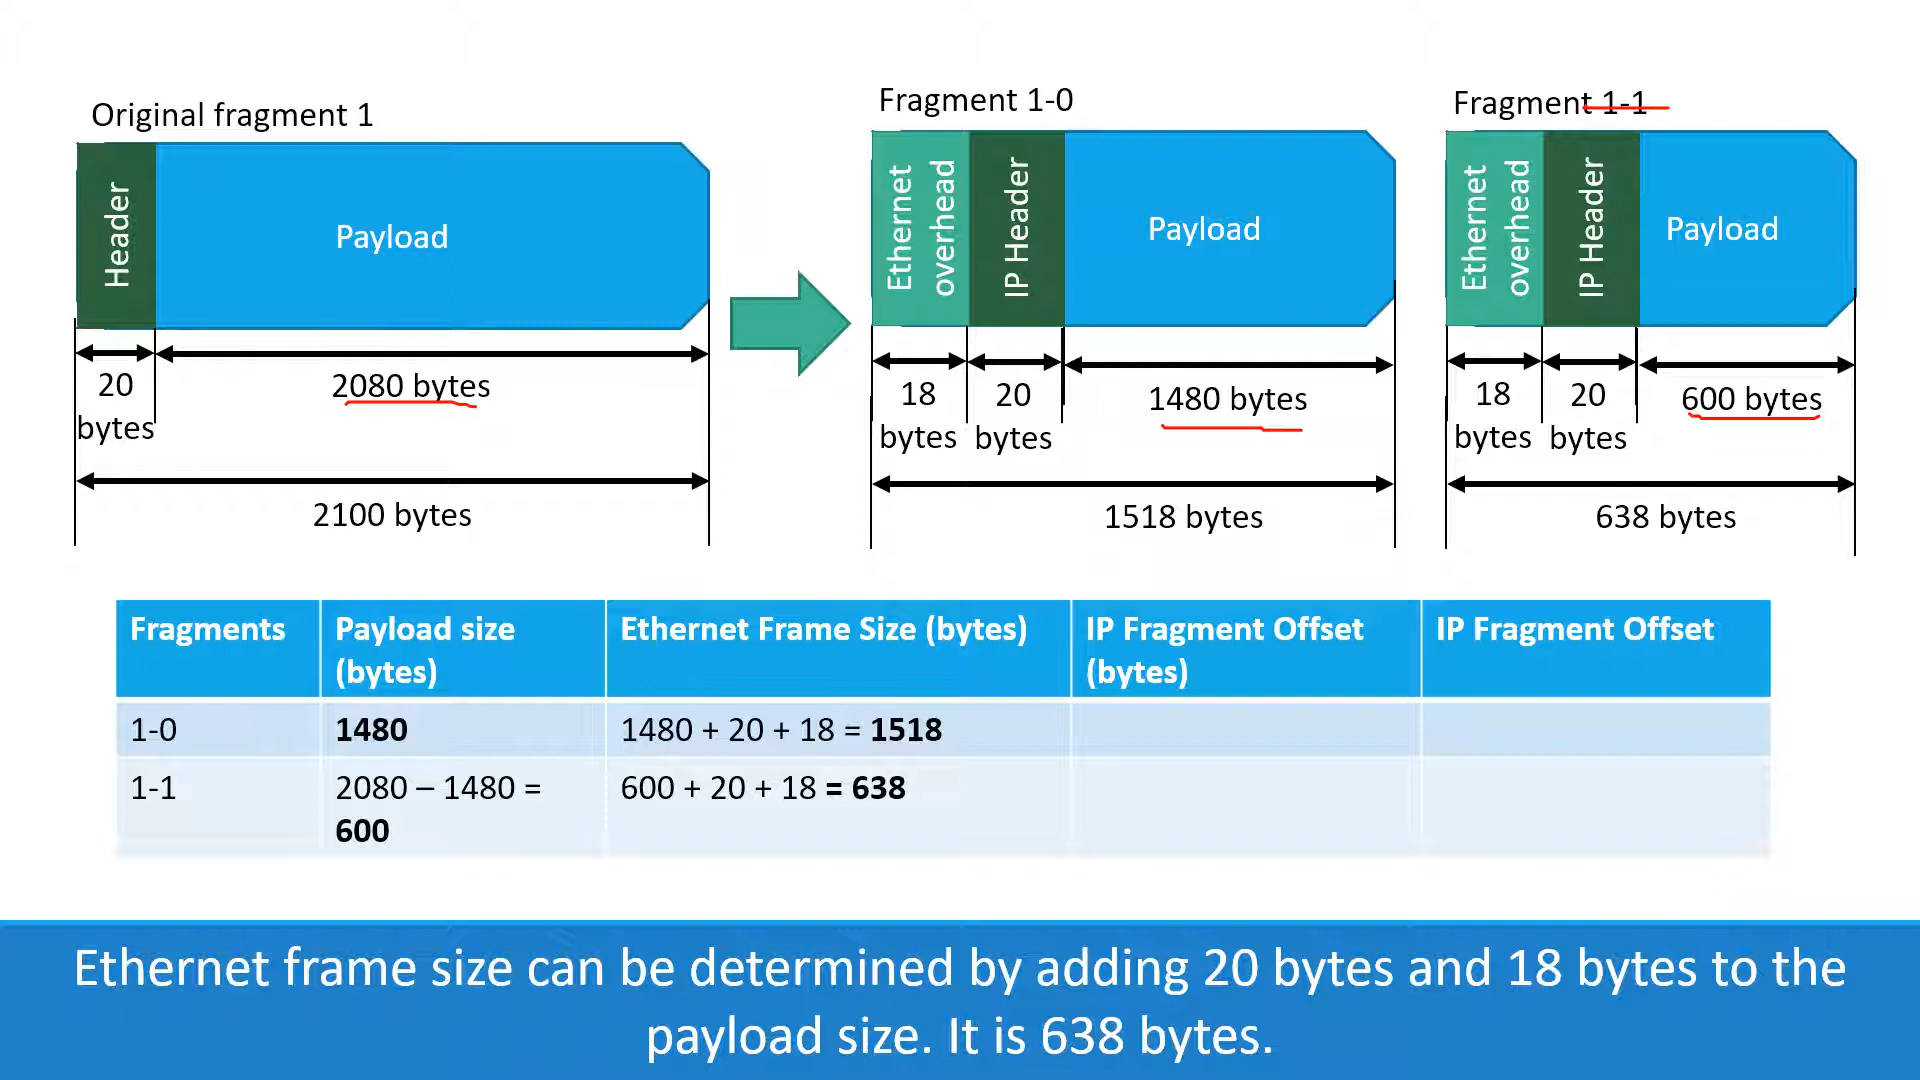 Original fragment 1
Fragment 1-0
Fragment 1-1
Header
Payload
Ethernet
overhead
IP Header
Payload
Ethernet
overhead
IP Header
Payload
20
bytes
2080 bytes
18
bytes
20
bytes
1480 bytes
18
bytes
20
bytes
600 bytes
2100 bytes
1518 bytes
638 bytes
Fragments
Payload size
(bytes)
Ethernet Frame Size (bytes)
IP Fragment Offset
(bytes)
IP Fragment Offset
1-0
1480
1480 + 20 + 18 = 1518
1-1
2080 – 1480 =
600
600 + 20 + 18 = 638
Ethernet frame size can be determined by adding 20 bytes and 18 bytes to the
payload size. It is 638 bytes.